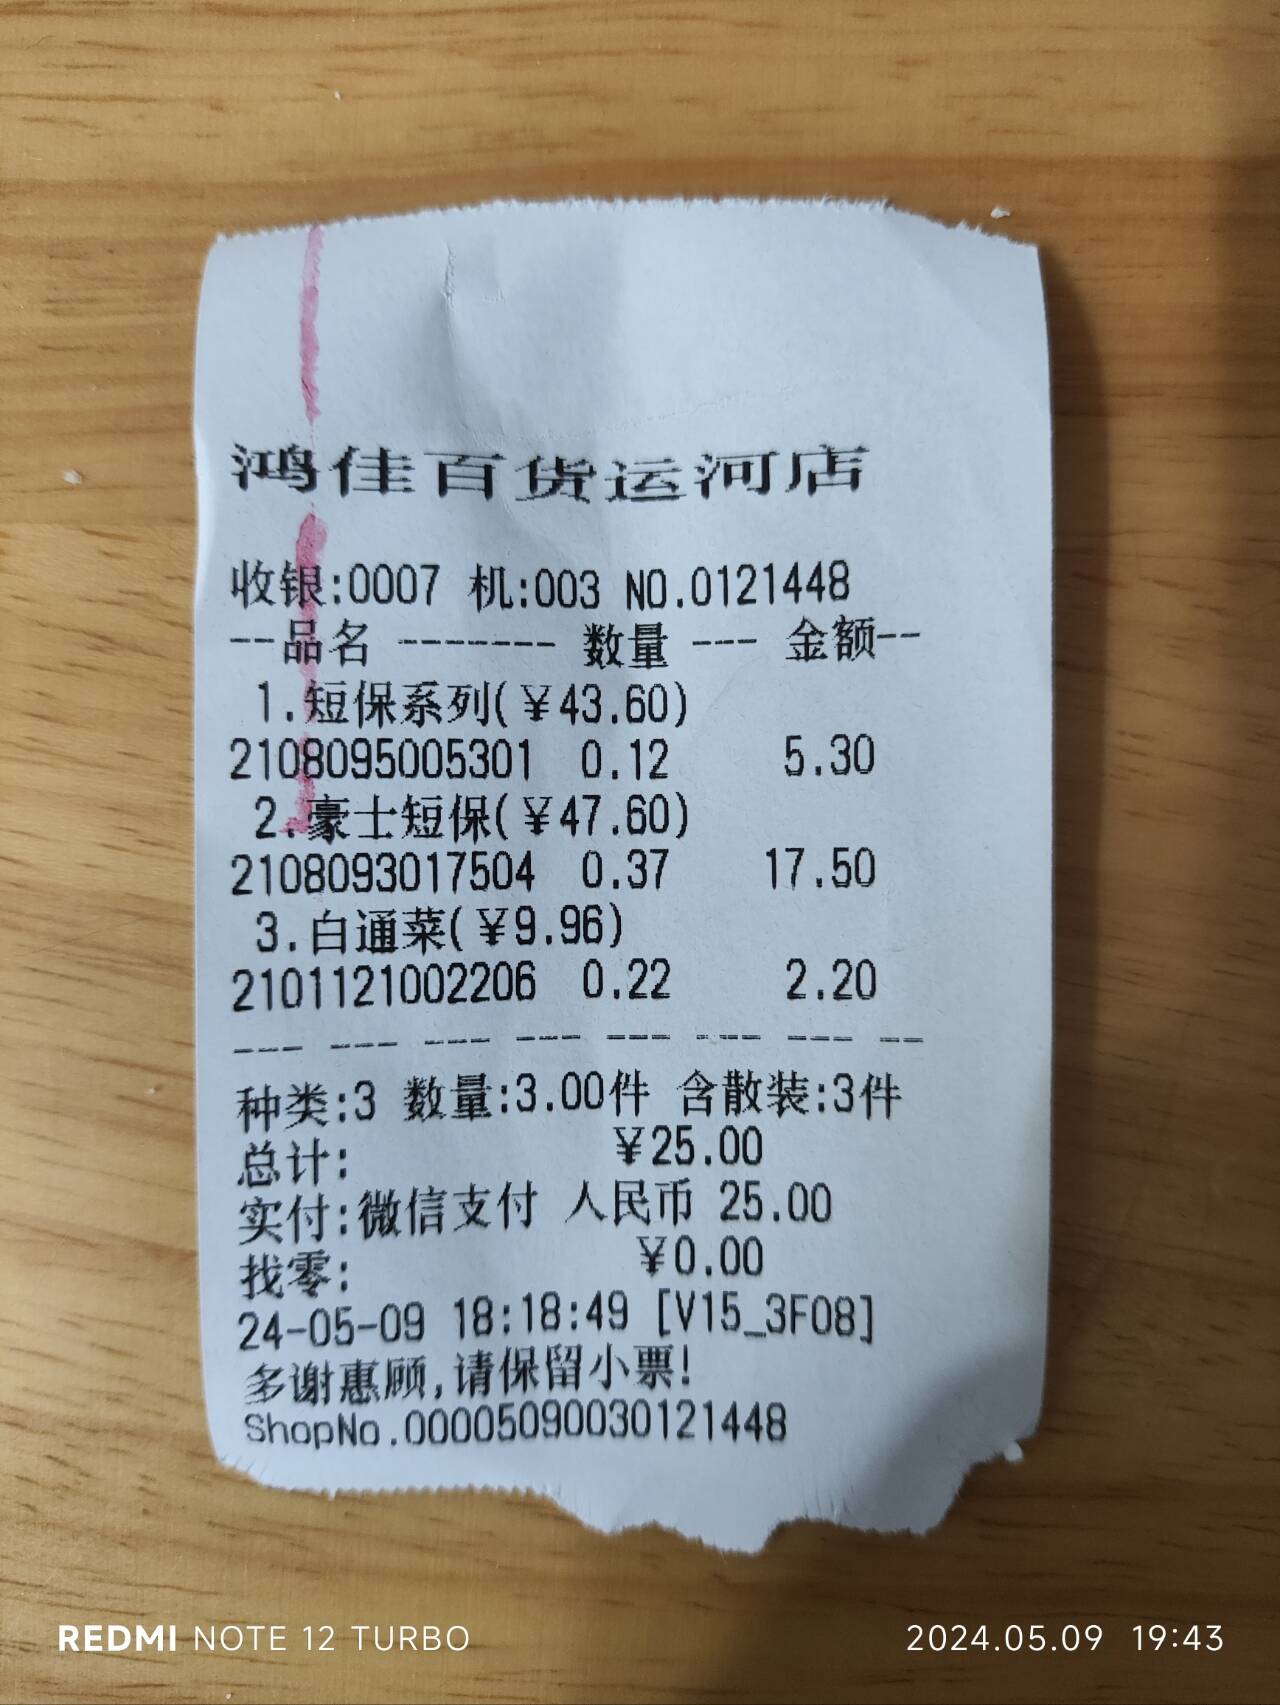 鸿佳百货运河店
收银:0007 机:003 NO.0121448
--品名 ------- 数量 --- 金额--
1.短保系列(￥43.60)
2108095005301 0.12 5.30
2.豪士短保(￥47.60)
2108093017504 0.37 17.50
3.白通菜(￥9.96)
2101121002206 0.22 2.20
--- --- --- --- --- --- --- --
种类:3 数量:3.00件 含散装:3件
总计: ￥25.00
实付:微信支付 人民币 25.00
找零: ￥0.00
24-05-09 18:18:49 [V15_3F08]
多谢惠顾,请保留小票!
ShopNo.00005090030121448
REDMI NOTE 12 TURBO 2024.05.09 19:43